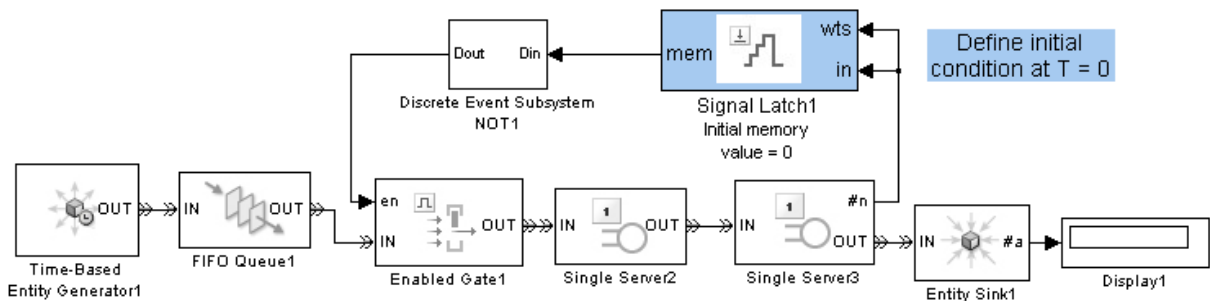 wts
mem
in
Define initial
condition at T = 0
Dout
Din
Discrete Event Subsystem
NOT1
Signal Latch1
Initial memory
value = 0
OUT
Time-Based
Entity Generator1
IN
OUT
FIFO Queue1
en
IN
OUT
Enabled Gate1
1
IN
OUT
Single Server2
1
IN
#n
OUT
Single Server3
IN
#a
Entity Sink1
Display1